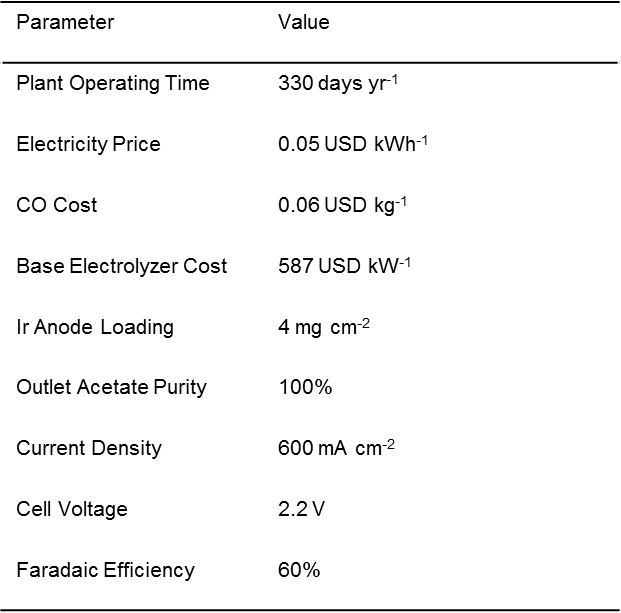 Parameter Value
Plant Operating Time 330 days yr-1
Electricity Price 0.05 USD kWh-1
CO Cost 0.06 USD kg-1
Base Electrolyzer Cost 587 USD kW-1
Ir Anode Loading 4 mg cm-2
Outlet Acetate Purity 100%
Current Density 600 mA cm-2
Cell Voltage 2.2 V
Faradaic Efficiency 60%